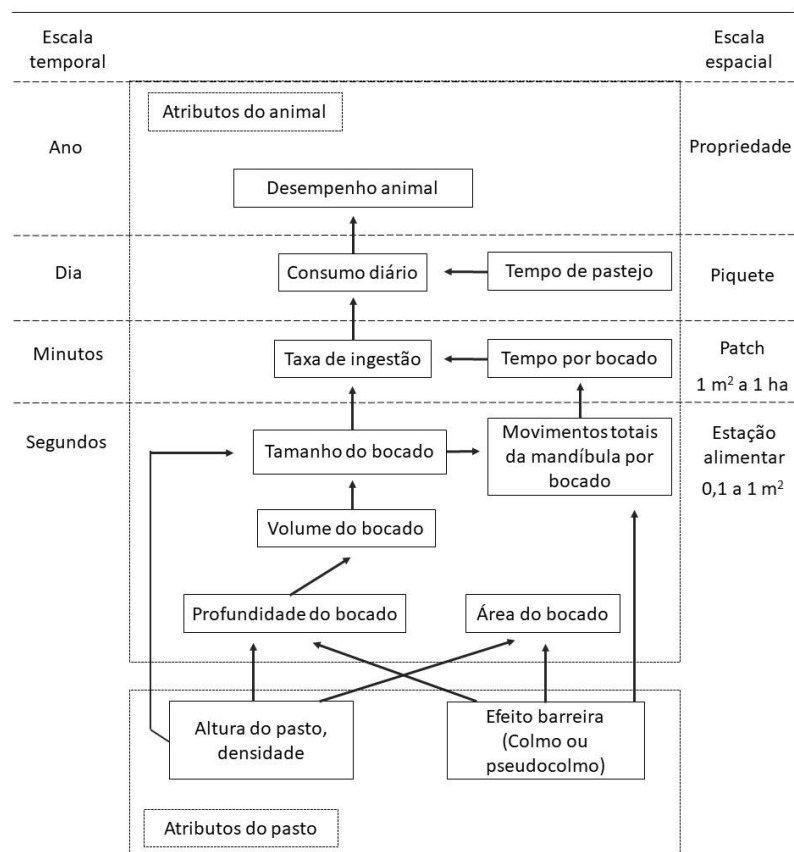 Escala
temporal
Escala
espacial
Atributos do animal
Ano
Propriedade
Desempenho animal
Dia
Consumo diário
Tempo de pastejo
Piquete
Minutos
Taxa de ingestão
Tempo por bocado
Patch
1 m² a 1 ha
Segundos
Tamanho do bocado
Movimentos totais
da mandíbula por
bocado
Estação
alimentar
0,1 a 1 m²
Volume do bocado
Profundidade do bocado
Área do bocado
Altura do pasto,
densidade
Efeito barreira
(Colmo ou
pseudocolmo)
Atributos do pasto